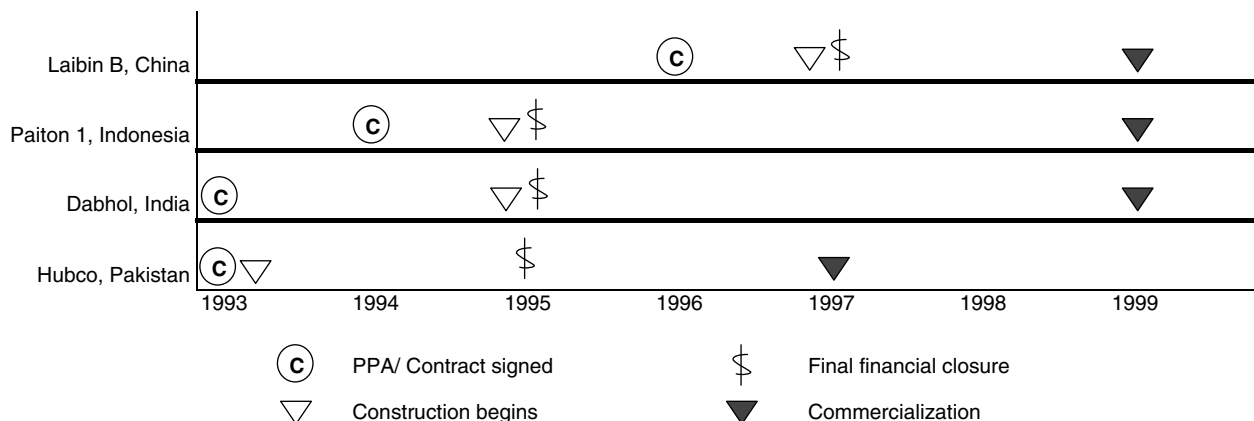 Laibin B, China
C
Paiton 1, Indonesia
C
Dabhol, India
C
Hubco, Pakistan
C
1993 1994 1995 1996 1997 1998 1999
C PPA/ Contract signed
$ Final financial closure
Construction begins
Commercialization